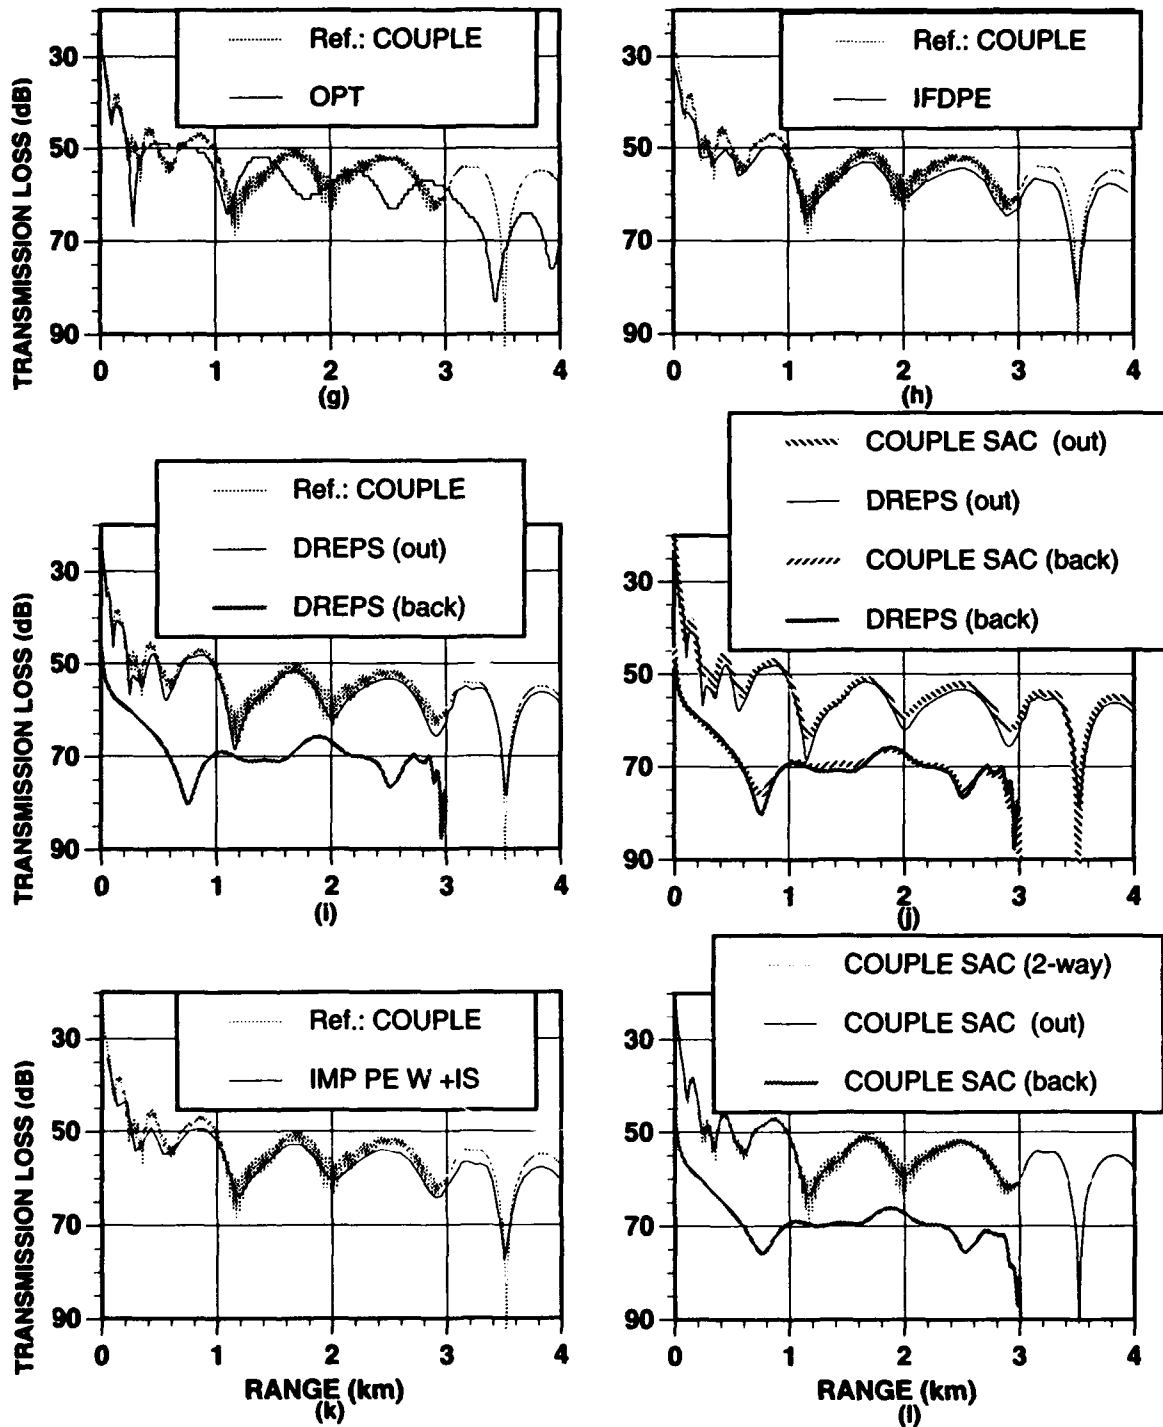 TRANSMISSION LOSS (dB)
30
50
70
90
Ref.: COUPLE
OPT
0 1 2 3 4
(g)
30
50
70
90
Ref.: COUPLE
IFDPE
0 1 2 3 4
(h)
TRANSMISSION LOSS (dB)
30
50
70
90
Ref.: COUPLE
DREPS (out)
DREPS (back)
0 1 2 3 4
(i)
30
50
70
90
COUPLE SAC (out)
DREPS (out)
COUPLE SAC (back)
DREPS (back)
0 1 2 3 4
(j)
TRANSMISSION LOSS (dB)
30
50
70
90
Ref.: COUPLE
IMP PE W +IS
0 1 2 3 4
RANGE (km)
(k)
30
50
70
90
COUPLE SAC (2-way)
COUPLE SAC (out)
COUPLE SAC (back)
0 1 2 3 4
RANGE (km)
(l)